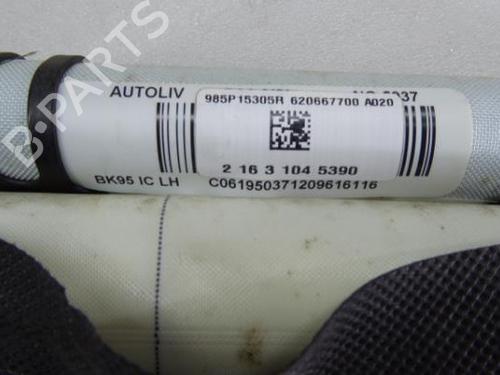 B-PARTS
AUTOLIV
985P15305R 620667700 A020
2 16 3 104 5390
BK95 IC LH
C061950371209616116